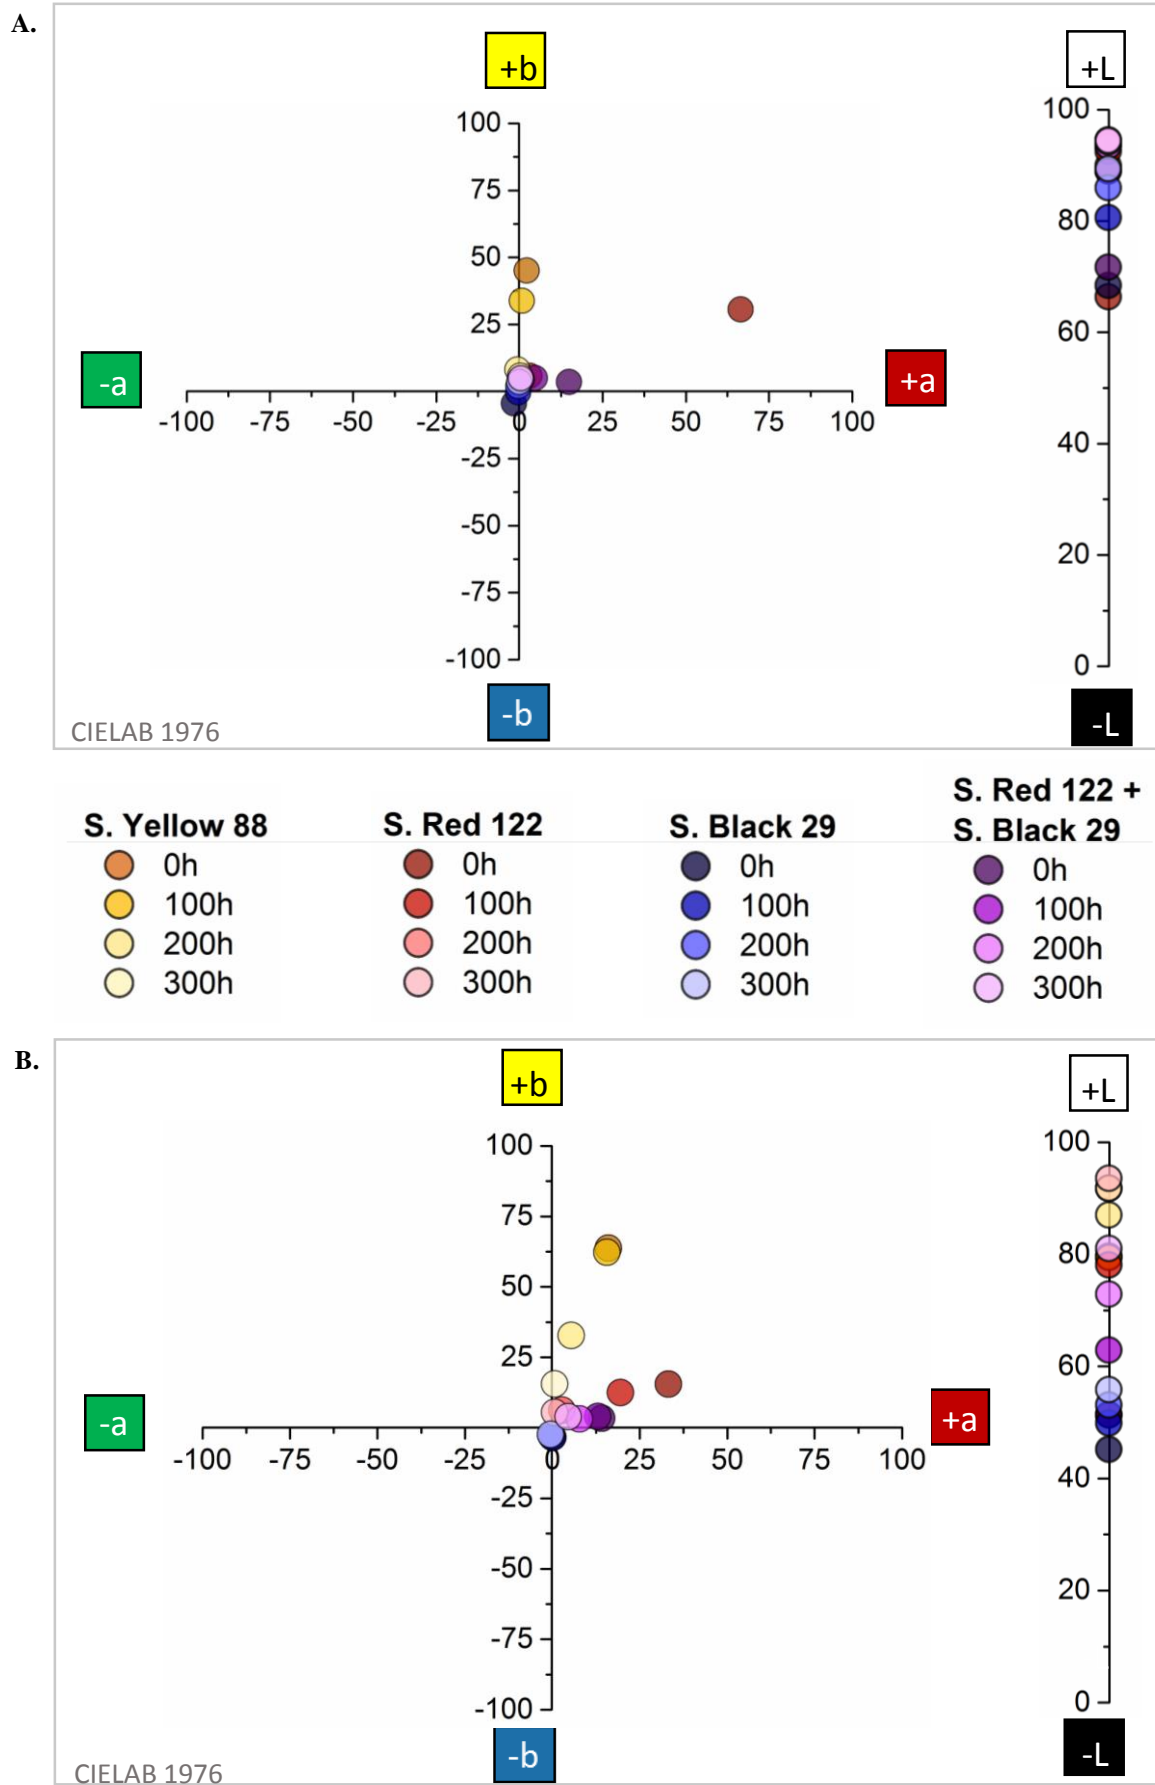 A.
+b
+L
100
75
50
25
-a
+a
-100
-75
-50
-25
0
25
50
75
100
-25
-50
-75
-100
100
80
60
40
20
0
-b
-L
CIELAB 1976
S. Yellow 88
0h
100h
200h
300h
S. Red 122
0h
100h
200h
300h
S. Black 29
0h
100h
200h
300h
S. Red 122 +
S. Black 29
0h
100h
200h
300h
B.
+b
+L
100
75
50
25
-a
+a
-100
-75
-50
-25
0
25
50
75
100
-25
-50
-75
-100
100
80
60
40
20
0
-b
-L
CIELAB 1976